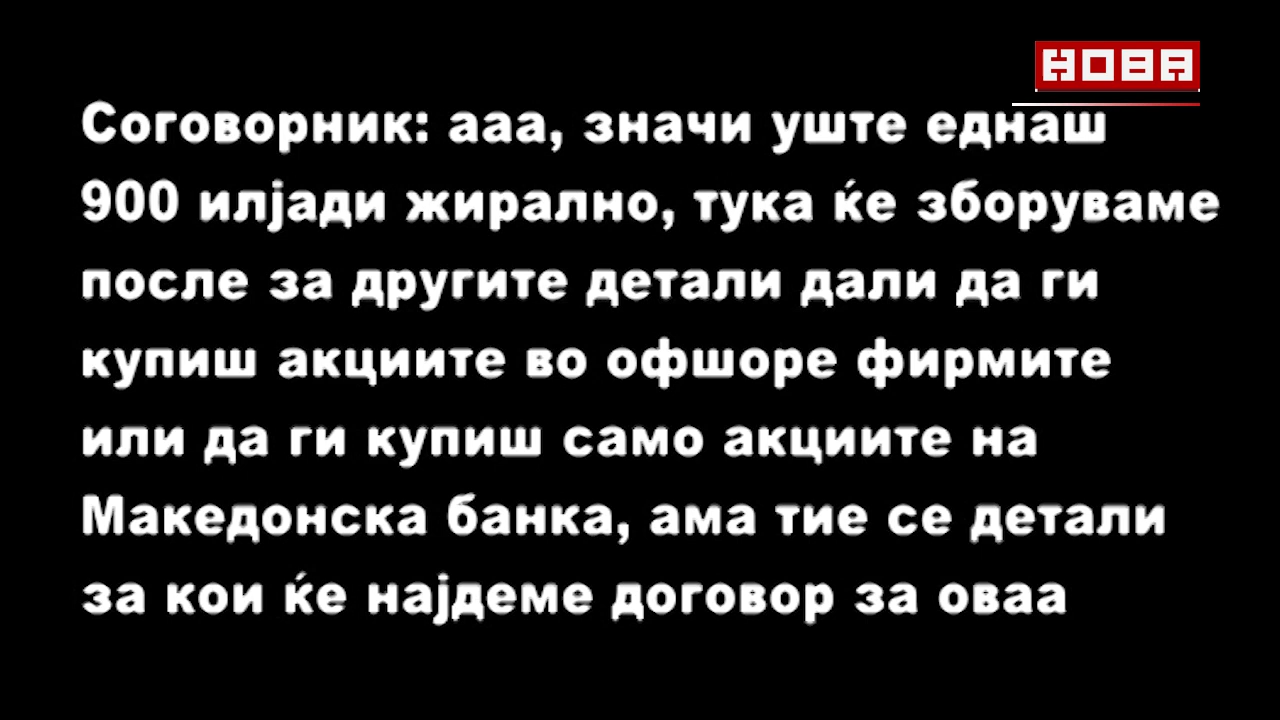 НОВА
Соговорник: ааа, значи уште еднаш
900 илјади жирално, тука ќе зборуваме
после за другите детали дали да ги
купиш акциите во офшоре фирмите
или да ги купиш само акциите на
Македонска банка, ама тие се детали
за кои ќе најдеме договор за оваа